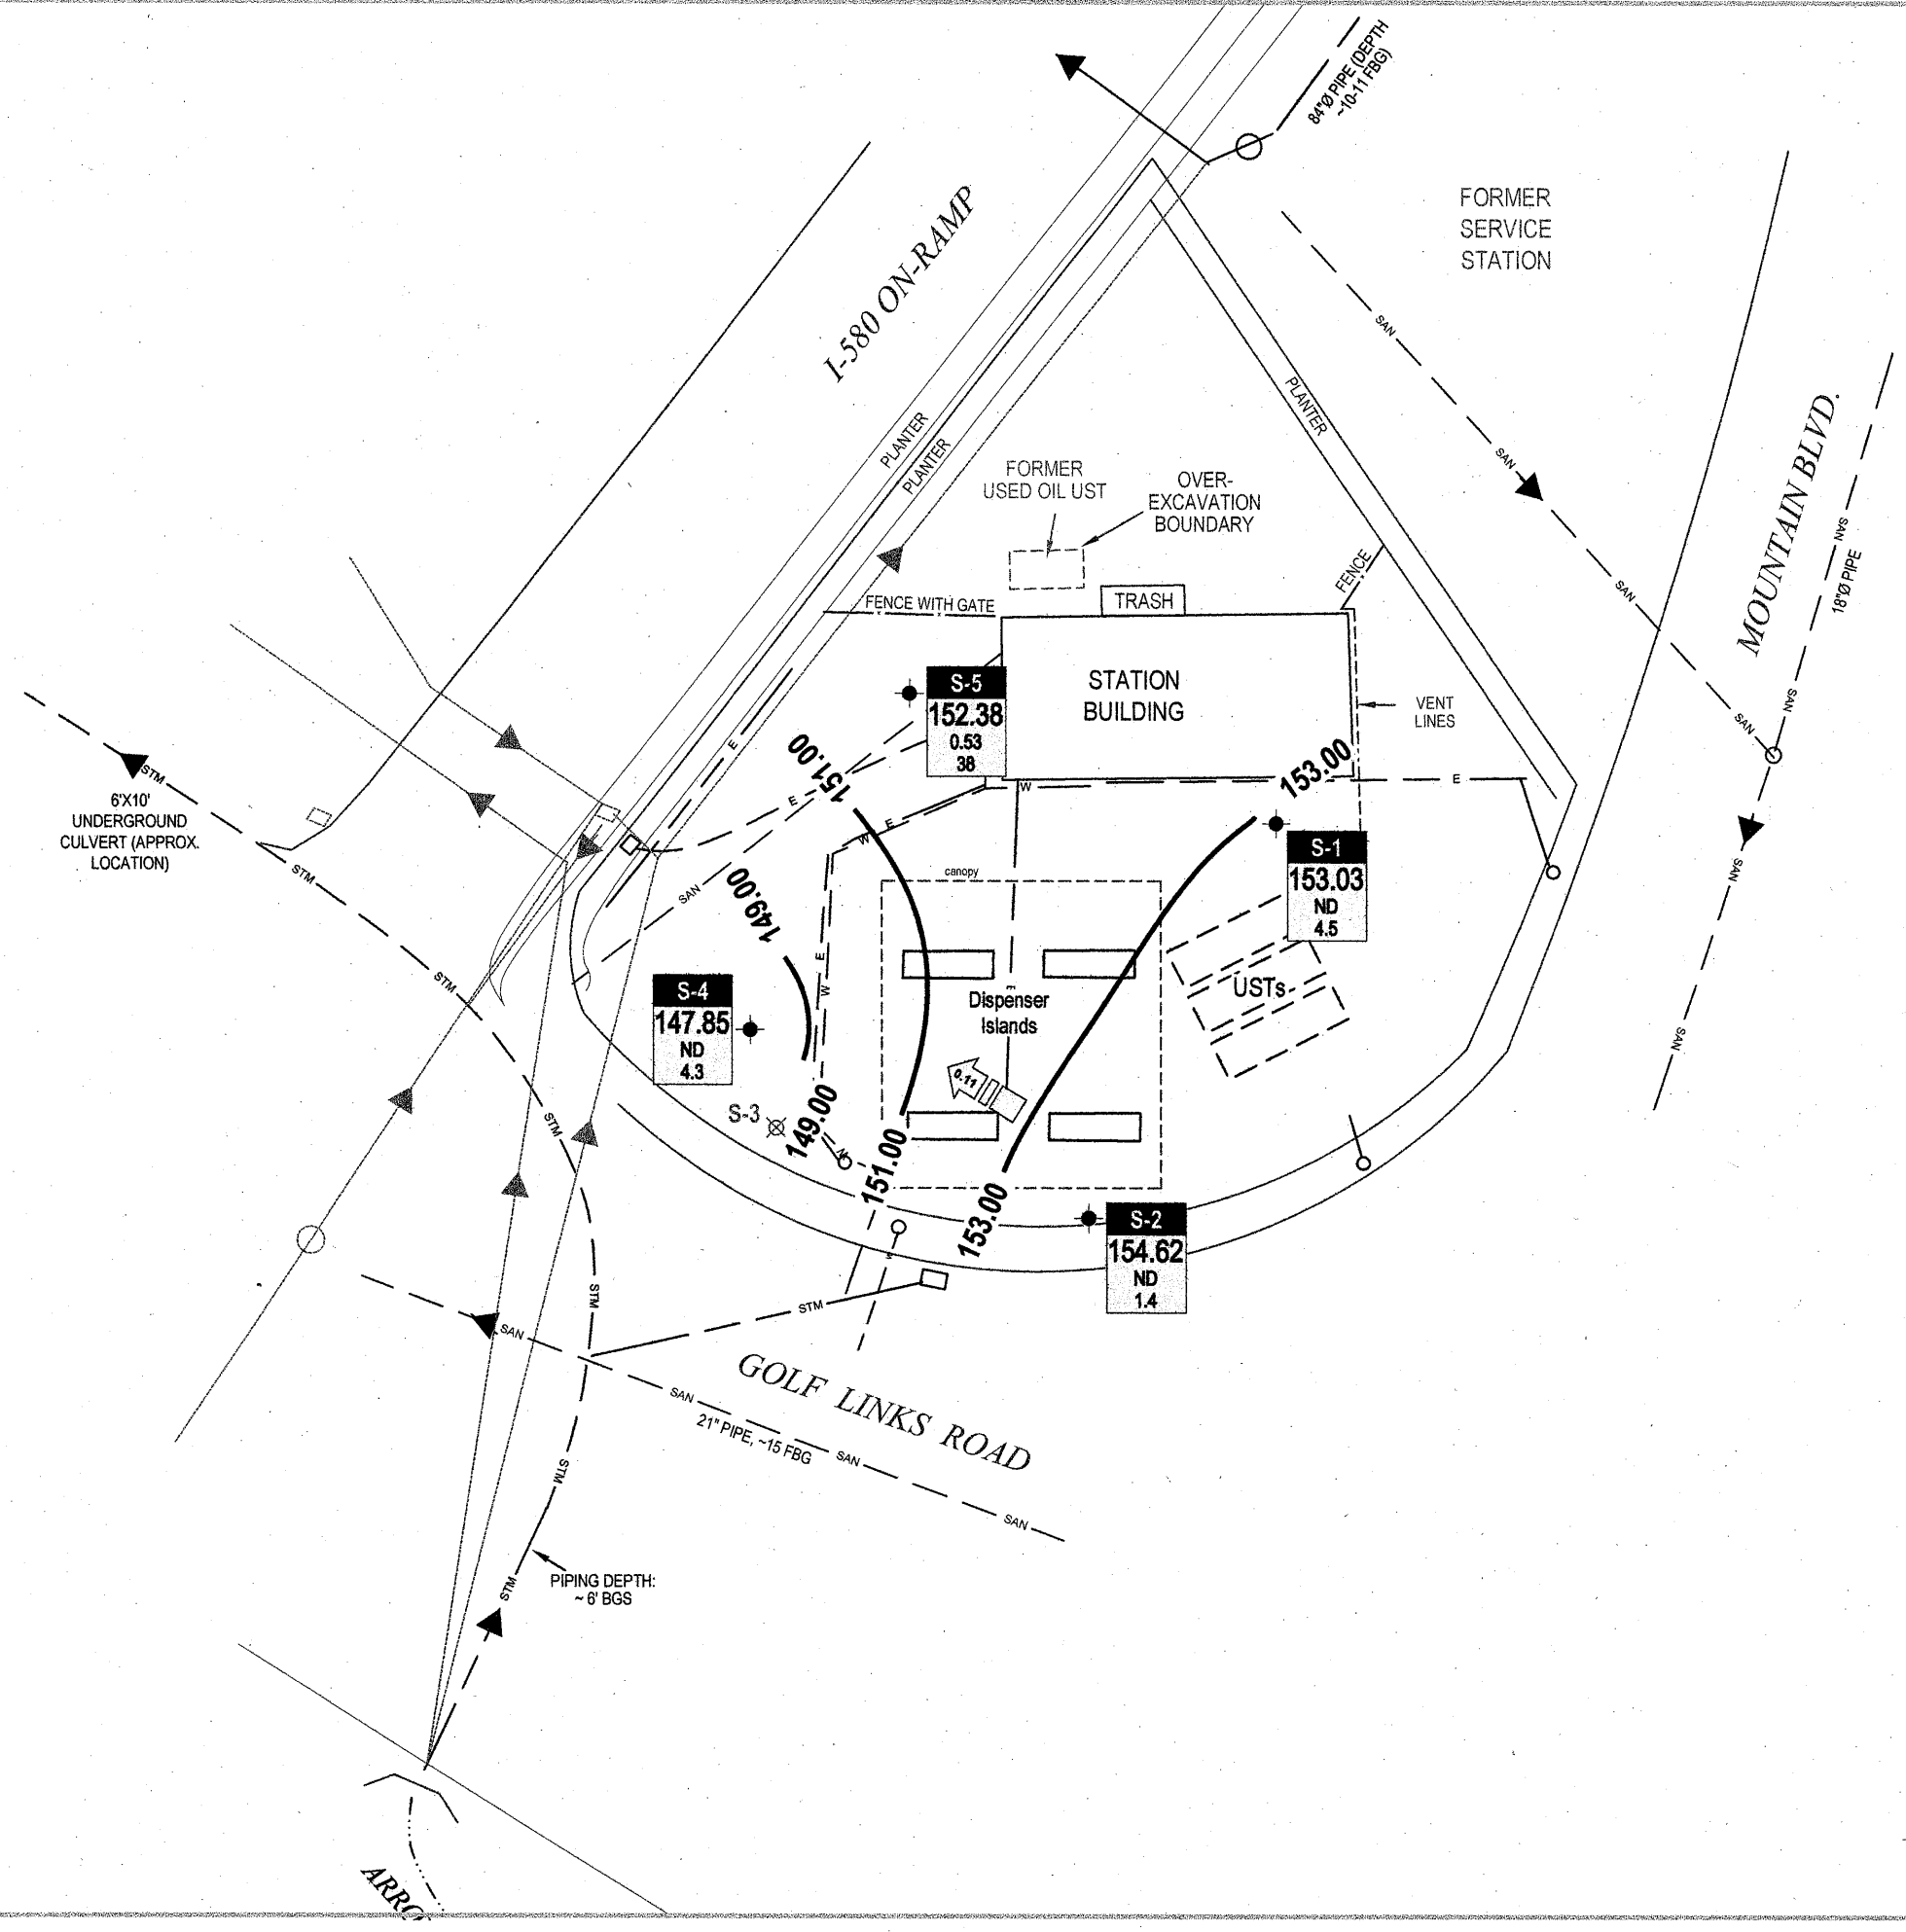 84"Ø PIPE (DEPTH
~10-11 FBG)
FORMER
SERVICE
STATION
I-580 ON-RAMP
SAN
PLANTER
PLANTER
PLANTER
MOUNTAIN BLVD.
SAN
18"Ø PIPE
SAN
FORMER
USED OIL UST
OVER-
EXCAVATION
BOUNDARY
FENCE
FENCE WITH GATE
TRASH
SAN
SAN
SAN
S-5
152.38
0.53
38
STATION
BUILDING
VENT
LINES
SAN
E
151.00
153.00
STM
6'X10'
UNDERGROUND
CULVERT (APPROX.
LOCATION)
E
W
E
W
E
S-1
153.03
ND
4.5
STM
SAN
149.00
canopy
SAN
E
W
STM
S-4
147.85
ND
4.3
Dispenser
Islands
USTs
SAN
0.11
STM
S-3
149.00
151.00
153.00
S-2
154.62
ND
1.4
STM
STM
SAN
GOLF LINKS ROAD
SAN
21" PIPE, ~15 FBG
SAN
SAN
STM
PIPING DEPTH:
~ 6' BGS
STM